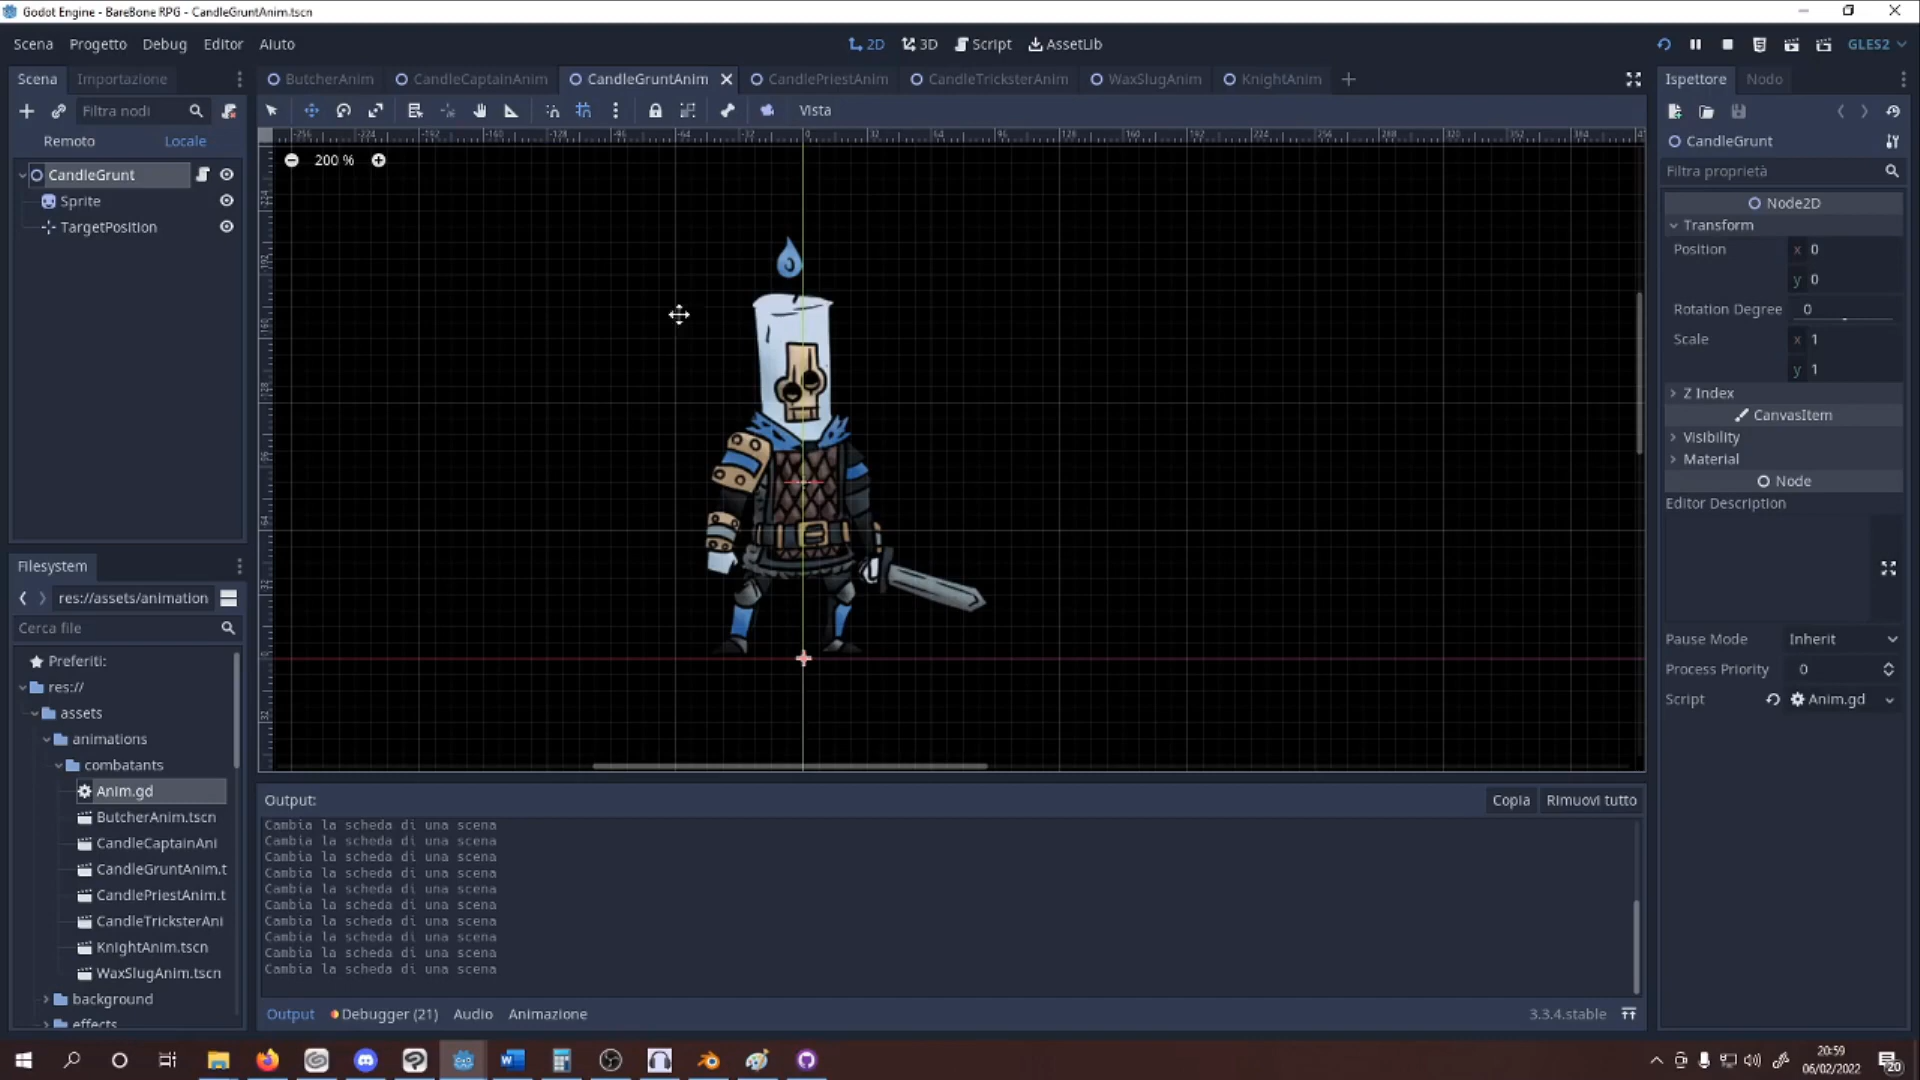 Godot Engine - BareBone RPG - CandleGruntAnim.tscn
Scena Progetto Debug Editor Aiuto
2D 3D Script AssetLib
GLES2
Scena Importazione
ButcherAnim CandleCaptainAnim CandleGruntAnim CandlePriestAnim CandleTricksterAnim WaxSlugAnim KnightAnim
Ispettore Nodo
Filtra nodi
Vista
Remoto Locale
CandleGrunt
200 %
CandleGrunt
Sprite
TargetPosition
Filtra proprietà
Node2D
Transform
Position x 0
y 0
Rotation Degree 0
Scale x 1
y 1
Z Index
CanvasItem
Visibility
Material
Node
Editor Description
Pause Mode Inherit
Process Priority 0
Script Anim.gd
Filesystem
res://assets/animation
Cerca file
Preferiti:
res://
assets
animations
combatants
Anim.gd
ButcherAnim.tscn
CandleCaptainAni
CandleGruntAnim.t
CandlePriestAnim.t
CandleTricksterAni
KnightAnim.tscn
WaxSlugAnim.tscn
background
effects
Output:
Copia Rimuovi tutto
Cambia la scheda di una scena
Cambia la scheda di una scena
Cambia la scheda di una scena
Cambia la scheda di una scena
Cambia la scheda di una scena
Cambia la scheda di una scena
Cambia la scheda di una scena
Cambia la scheda di una scena
Cambia la scheda di una scena
Cambia la scheda di una scena
Output Debugger (21) Audio Animazione
3.3.4.stable
20:59
06/02/2022
20